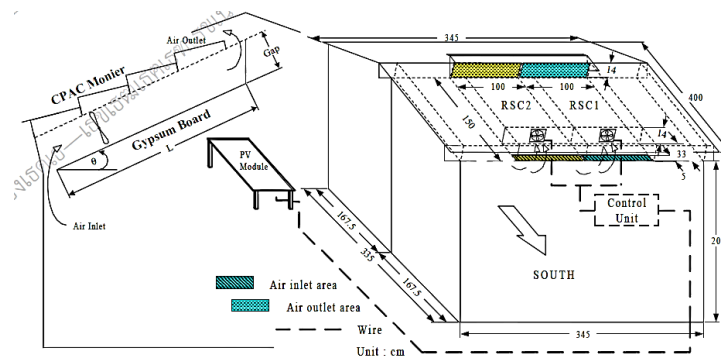 Air Outlet
Gap
CPAC Monier
Gypsum Board
θ
L
Air Inlet
PV
Module
345
14
400
100
100
RSC2
RSC1
150
14
33
5
Control
Unit
167.5
335
167.5
SOUTH
20
345
Air inlet area
Air outlet area
Wire
Unit : cm